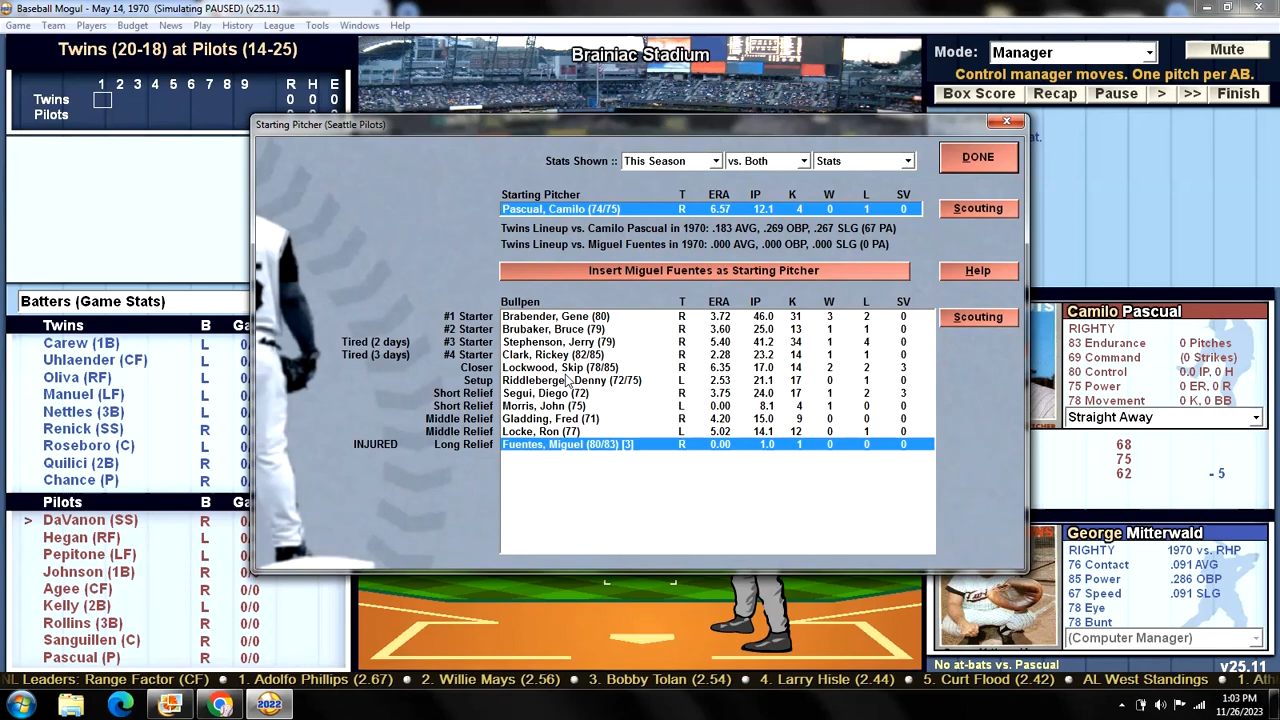 Baseball Mogul - May 14, 1970 (Simulating PAUSED) (v25.11)
Game Team Players Budget News Play History League Tools Windows Help
Twins (20-18) at Pilots (14-25)
1 2 3 4 5 6 7 8 9 R H E
Twins 0 0 0
Pilots 0 0 0
Brainiac Stadium
Mode: Manager Mute
Control manager moves. One pitch per AB.
Box Score Recap Pause > >> Finish
at.
Starting Pitcher (Seattle Pilots)
Stats Shown :: This Season vs. Both Stats DONE
Starting Pitcher T ERA IP K W L SV
Pascual, Camilo (74/75) R 6.57 12.1 4 0 1 0 Scouting
Twins Lineup vs. Camilo Pascual in 1970: .183 AVG, .269 OBP, .267 SLG (67 PA)
Twins Lineup vs. Miguel Fuentes in 1970: .000 AVG, .000 OBP, .000 SLG (0 PA)
Insert Miguel Fuentes as Starting Pitcher Help
Bullpen T ERA IP K W L SV
#1 Starter Brabender, Gene (80) R 3.72 46.0 31 3 2 0 Scouting
#2 Starter Brubaker, Bruce (79) R 3.60 25.0 13 1 1 0
Tired (2 days) #3 Starter Stephenson, Jerry (79) R 5.40 41.2 34 1 4 0
Tired (3 days) #4 Starter Clark, Rickey (82/85) R 2.28 23.2 14 1 1 0
Closer Lockwood, Skip (78/85) R 6.35 17.0 14 2 2 3
Setup Riddleberge Denny (72/75) L 2.53 21.1 17 0 1 0
Short Relief Segui, Diego (72) R 3.75 24.0 17 1 2 3
Short Relief Morris, John (75) L 0.00 8.1 4 1 0 0
Middle Relief Gladding, Fred (71) R 4.20 15.0 9 0 0 0
Middle Relief Locke, Ron (77) L 5.02 14.1 12 0 1 0
INJURED Long Relief Fuentes, Miguel (80/83) [3] R 0.00 1.0 1 0 0 0
Batters (Game Stats)
Twins B Ga
Carew (1B) L 0/
Uhlaender (CF) L 0/
Oliva (RF) L 0/
Manuel (LF) L 0/
Nettles (3B) L 0/
Renick (SS) R 0/
Roseboro (C) L 0/
Quilici (2B) R 0/
Chance (P) R 0/
Pilots B Ga
> DaVanon (SS) R 0/
Hegan (RF) L 0/
Pepitone (LF) L 0/
Johnson (1B) R 0/
Agee (CF) R 0/0
Kelly (2B) L 0/0
Rollins (3B) R 0/0
Sanguillen (C) R 0/0
Pascual (P) R 0/0
Camilo Pascual
RIGHTY
83 Endurance 0 Pitches
69 Command (0 Strikes)
80 Control 0.0 IP, 0 H
75 Power 0 ER, 0 R
78 Movement 0 K, 0 BB
Straight Away
68
75
62 - 5
George Mitterwald
RIGHTY 1970 vs. RHP
76 Contact .091 AVG
85 Power .286 OBP
67 Speed .091 SLG
78 Eye
78 Bunt
(Computer Manager)
No at-bats vs. Pascual v25.11
NL Leaders: Range Factor (CF) 1. Adolfo Phillips (2.67) 2. Willie Mays (2.56) 3. Bobby Tolan (2.54) 4. Larry Hisle (2.44) 5. Curt Flood (2.42) AL West Standings 1. Ath
2022
1:03 PM
11/26/2023